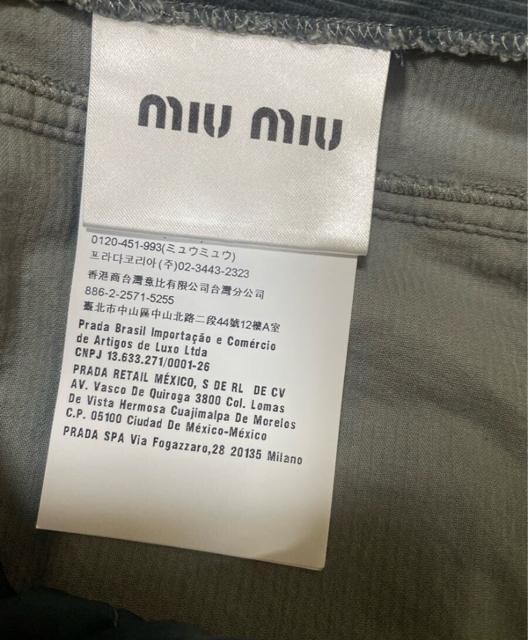 miu miu
0120-451-993(ミュウミュウ)
프라다코리아(주)02-3443-2323
香港商台灣意比有限公司台灣分公司
886-2-2571-5255
臺北市中山區中山北路二段44號12樓A室
Prada Brasil Importação e Comércio
de Artigos de Luxo Ltda
CNPJ 13.633.271/0001-26
PRADA RETAIL MÉXICO, S DE RL DE CV
AV. Vasco De Quiroga 3800 Col. Lomas
De Vista Hermosa Cuajimalpa De Morelos
C.P. 05100 Ciudad De México-México
PRADA SPA Via Fogazzaro,28 20135 Milano